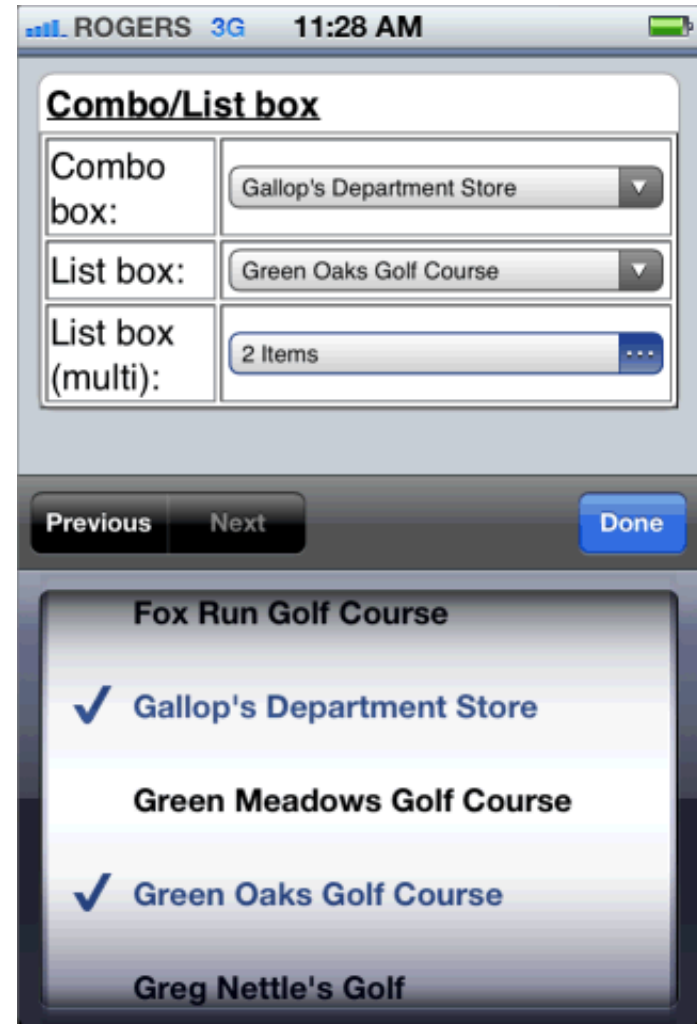 ROGERS 3G 11:28 AM
Combo/List box
Combo
box:
Gallop's Department Store
List box:
Green Oaks Golf Course
List box
(multi):
2 Items
Previous Next Done
Fox Run Golf Course
Gallop's Department Store
Green Meadows Golf Course
Green Oaks Golf Course
Greg Nettle's Golf